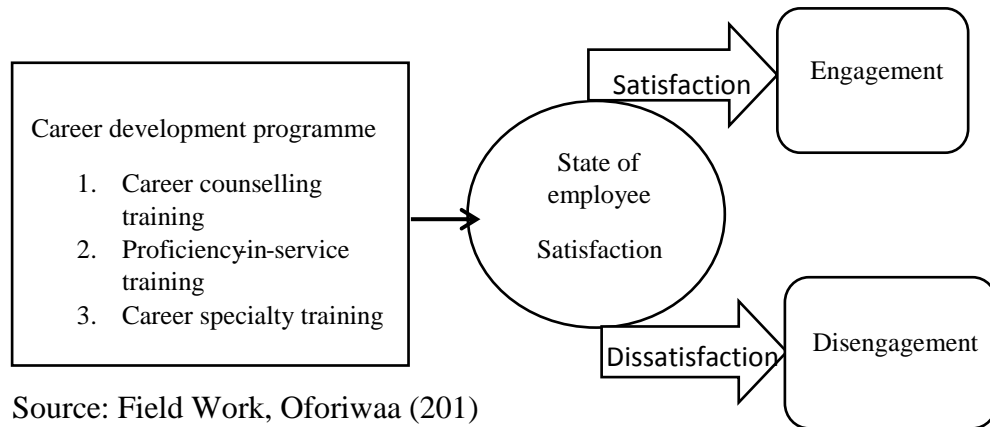 Career development programme
1. Career counselling
training
2. Proficiency-in-service
training
3. Career specialty training
State of
employee
Satisfaction
Satisfaction
Engagement
Dissatisfaction
Disengagement
Source: Field Work, Oforiwaa (201)